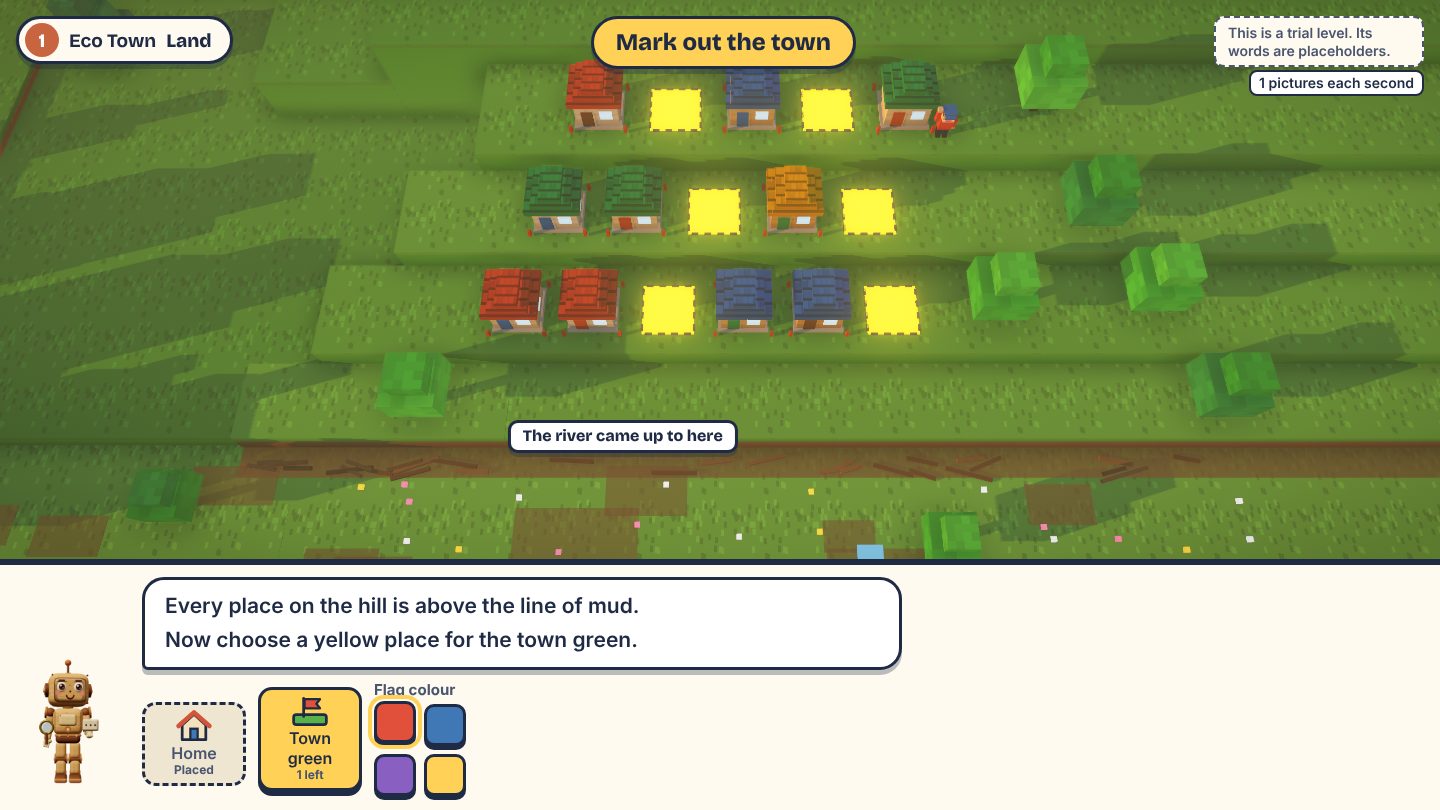 1 Eco Town Land
Mark out the town
This is a trial level. Its
words are placeholders.
1 pictures each second
The river came up to here
Every place on the hill is above the line of mud.
Now choose a yellow place for the town green.
Flag colour
Home
Placed
Town
green
1 left